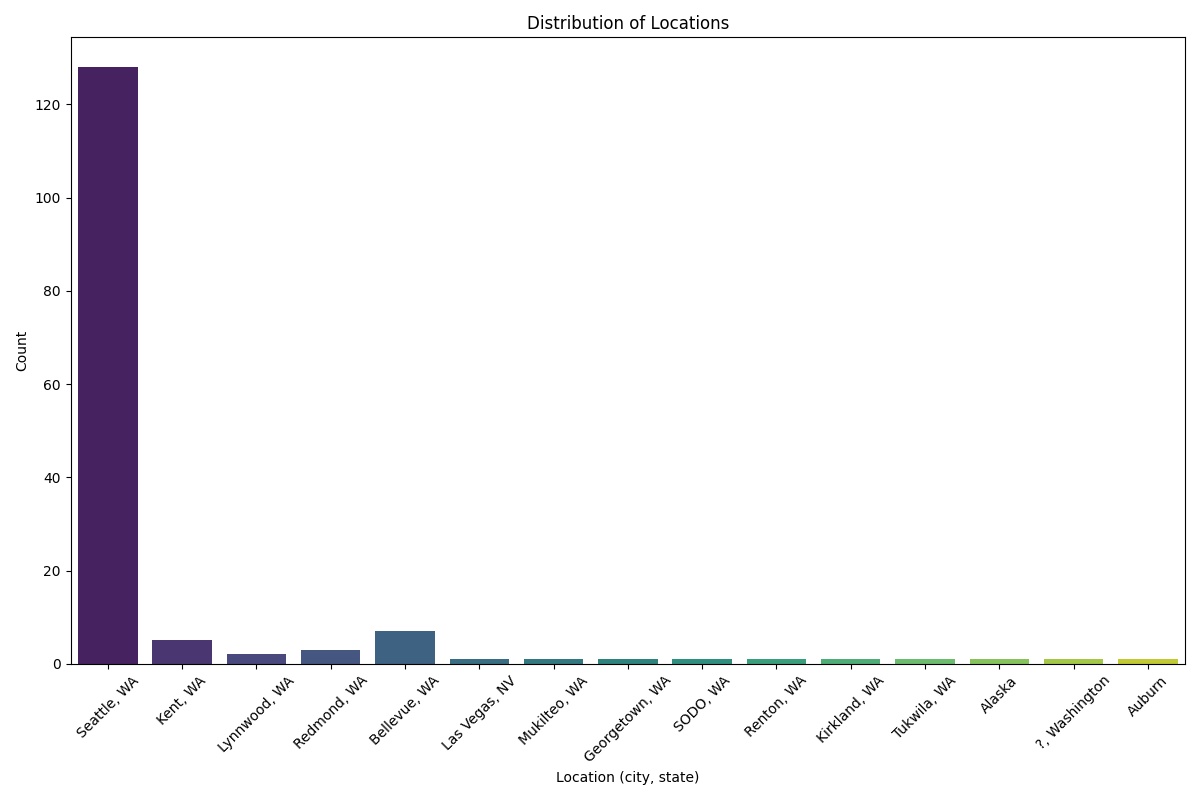 Distribution of Locations
120
100
80
60
40
20
0
Count
Seattle, WA
Kent, WA
Lynnwood, WA
Redmond, WA
Bellevue, WA
Las Vegas, NV
Mukilteo, WA
Georgetown, WA
SODO, WA
Renton, WA
Kirkland, WA
Tukwila, WA
Alaska
?, Washington
Auburn
Location (city, state)